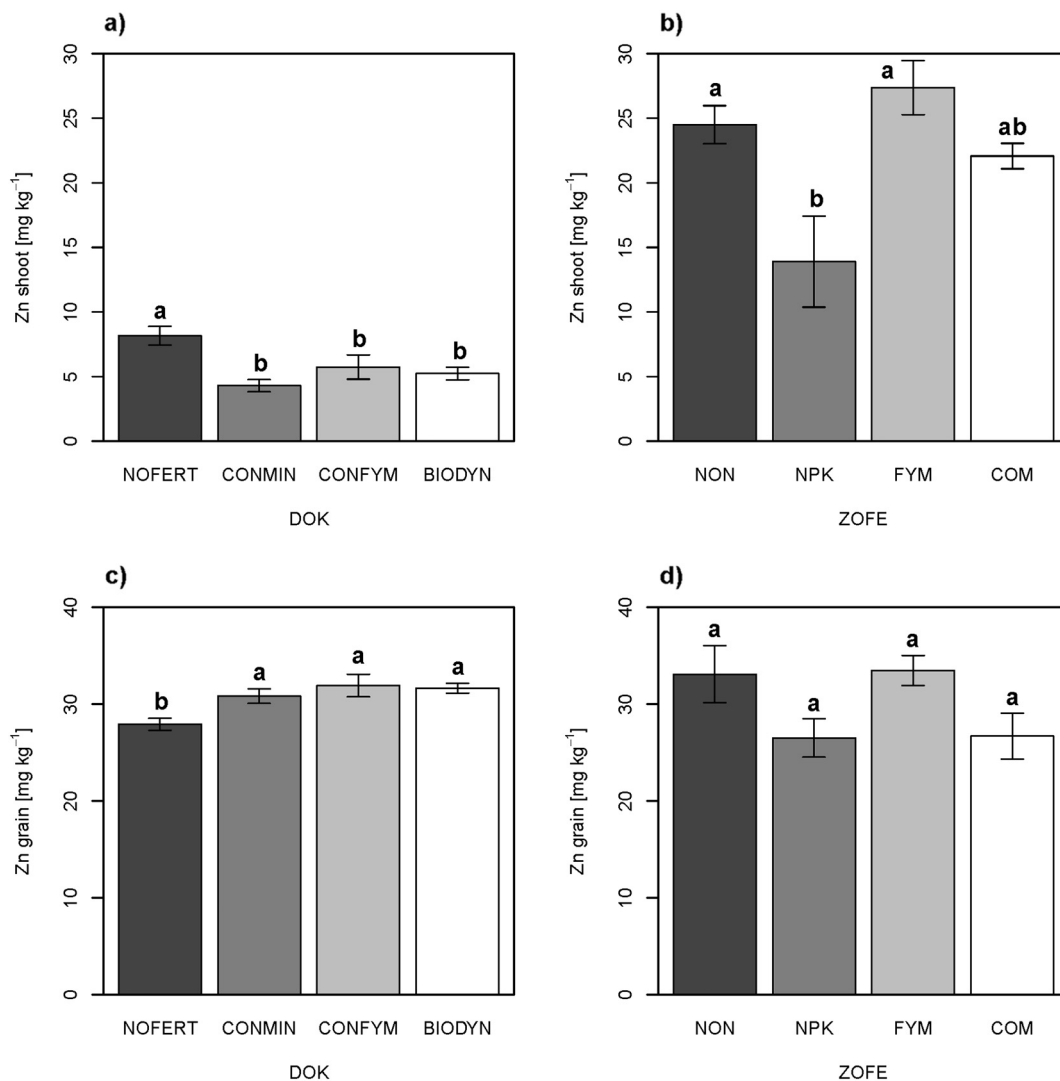 a)
Zn shoot [mg kg⁻¹]
30
25
20
15
10
5
0
a
b
b
b
NOFERT CONMIN CONFYM BIODYN
DOK
b)
Zn shoot [mg kg⁻¹]
30
25
20
15
10
5
0
a
b
a
ab
NON NPK FYM COM
ZOFE
c)
Zn grain [mg kg⁻¹]
40
30
20
10
0
b
a
a
a
NOFERT CONMIN CONFYM BIODYN
DOK
d)
Zn grain [mg kg⁻¹]
40
30
20
10
0
a
a
a
a
NON NPK FYM COM
ZOFE